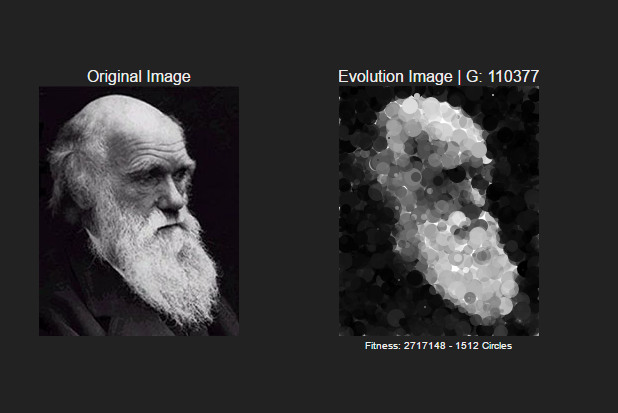 Original Image
Evolution Image | G: 110377
Fitness: 2717148 - 1512 Circles